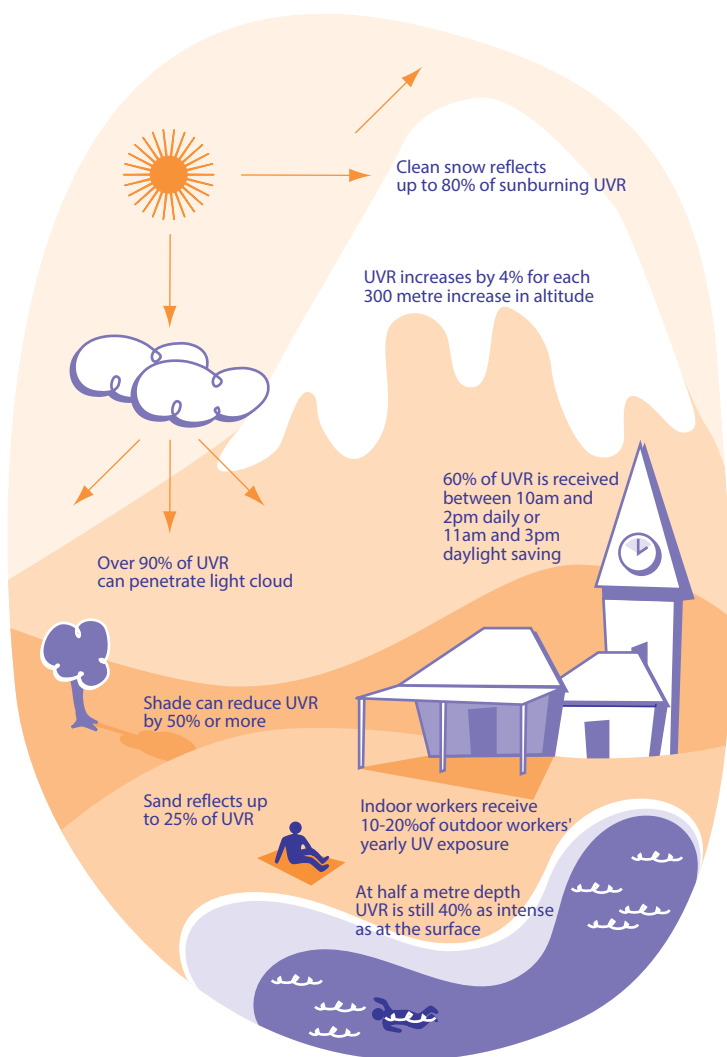 Clean snow reflects
up to 80% of sunburning UVR
UVR increases by 4% for each
300 metre increase in altitude
60% of UVR is received
between 10am and
2pm daily or
11am and 3pm
daylight saving
Over 90% of UVR
can penetrate light cloud
Shade can reduce UVR
by 50% or more
Sand reflects up
to 25% of UVR
Indoor workers receive
10-20%of outdoor workers'
yearly UV exposure
At half a metre depth
UVR is still 40% as intense
as at the surface